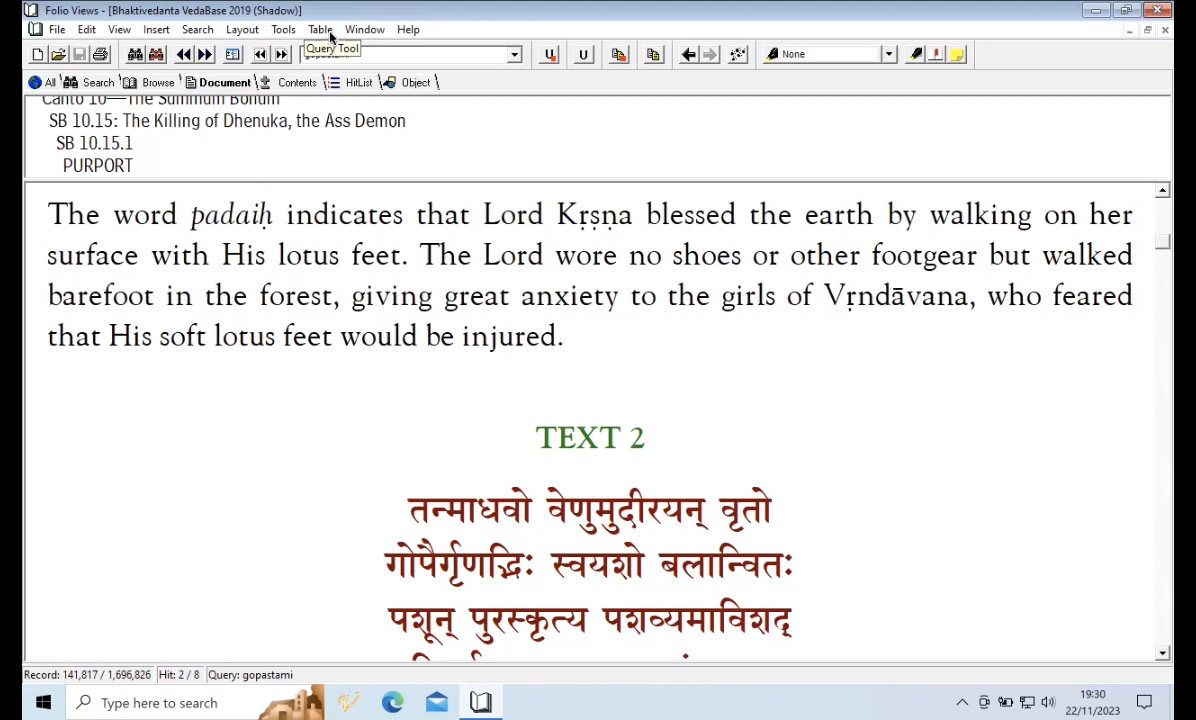 Folio Views - [Bhaktivedanta VedaBase 2019 (Shadow)]
File Edit View Insert Search Layout Tools Table Window Help
Query Tool
None
All Search Browse Document Contents HitList Object
Canto 10—The Summum Bonum
SB 10.15: The Killing of Dhenuka, the Ass Demon
SB 10.15.1
PURPORT
The word padaiḥ indicates that Lord Kṛṣṇa blessed the earth by walking on her
surface with His lotus feet. The Lord wore no shoes or other footgear but walked
barefoot in the forest, giving great anxiety to the girls of Vṛndāvana, who feared
that His soft lotus feet would be injured.
TEXT 2
तन्माधवो वेणुमुदीरयन् वृतो
गोपैर्गृणद्भिः स्वयशो बलान्वितः
पशून् पुरस्कृत्य पशव्यमाविशद्
Record: 141,817 / 1,696,826 Hit: 2 / 8 Query: gopastami
Type here to search
19:30
22/11/2023